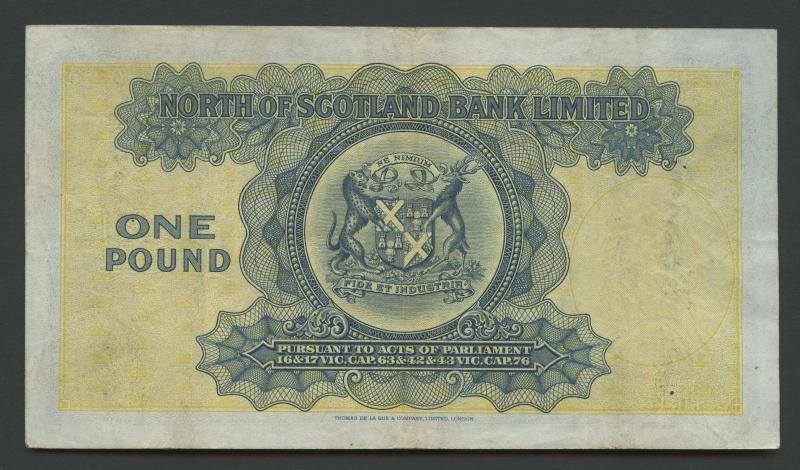 NORTH OF SCOTLAND BANK LIMITED
NE NIMIUM
ONE
POUND
FIDE ET INDUSTRIA
PURSUANT TO ACTS OF PARLIAMENT
16 & 17 VIC. CAP. 63 & 42 & 43 VIC. CAP. 76
THOMAS DE LA RUE & COMPANY, LIMITED, LONDON